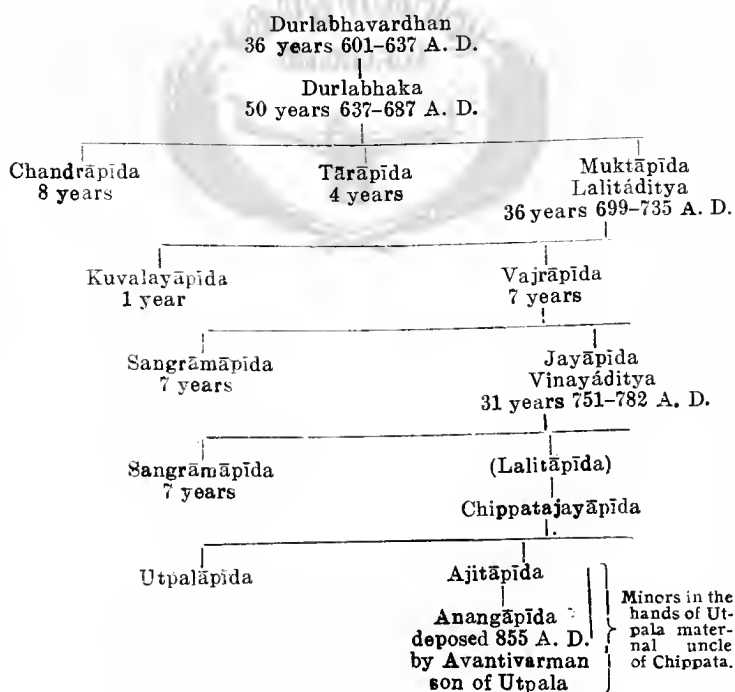 Durlabhavardhan
36 years 601–637 A. D.
Durlabhaka
50 years 637–687 A. D.
Chandrāpīda
8 years
Tārāpīda
4 years
Muktāpīda
Lalitáditya
36 years 699–735 A. D.
Kuvalayāpīda
1 year
Vajrāpīda
7 years
Sangrāmāpīda
7 years
Jayāpīda
Vinayáditya
31 years 751–782 A. D.
Sangrāmāpīda
7 years
(Lalitāpīda)
Chippatajayāpīda
Utpalāpīda
Ajitāpīda
Anangāpīda
deposed 855 A. D.
by Avantivarman
son of Utpala
Minors in the
hands of Ut-
pala mater-
nal uncle
of Chippata.